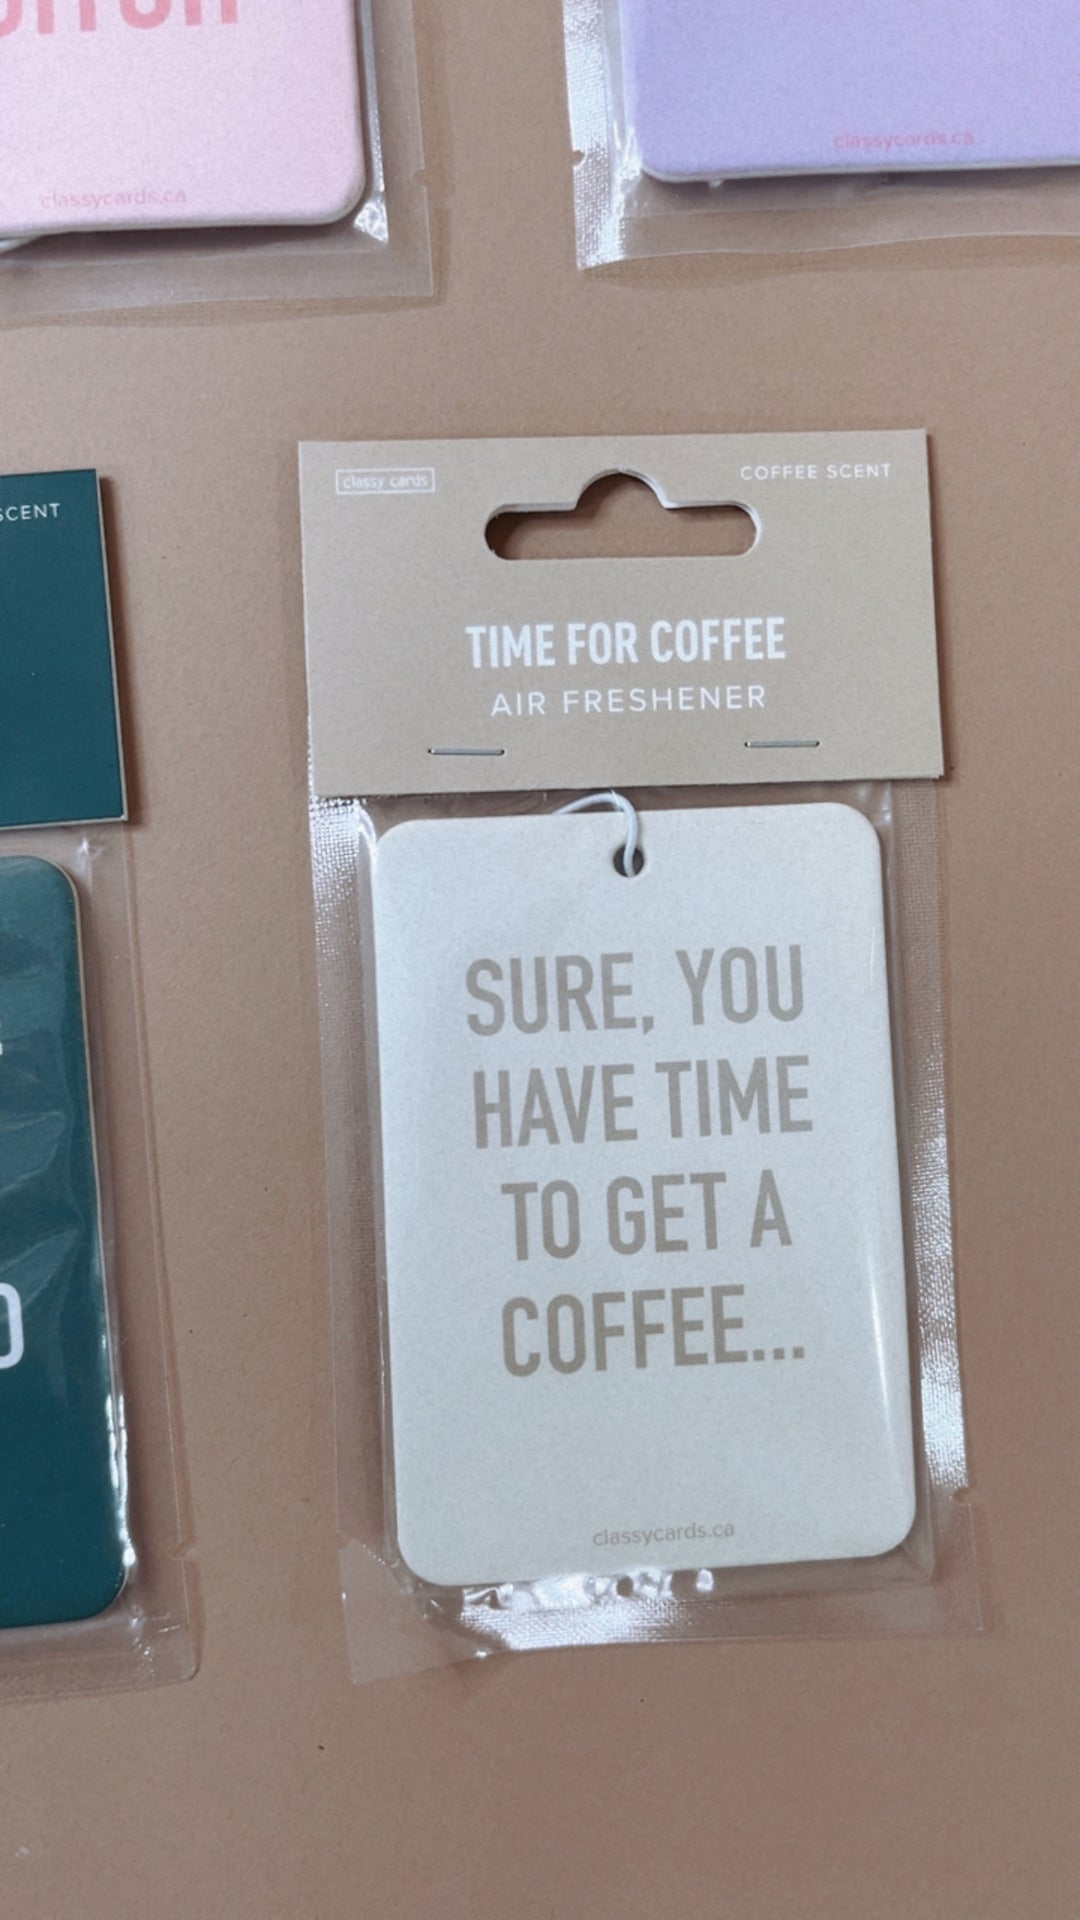 classycards.ca
classycards.ca
SCENT
classy cards
COFFEE SCENT
TIME FOR COFFEE
AIR FRESHENER
SURE, YOU
HAVE TIME
TO GET A
COFFEE...
classycards.ca